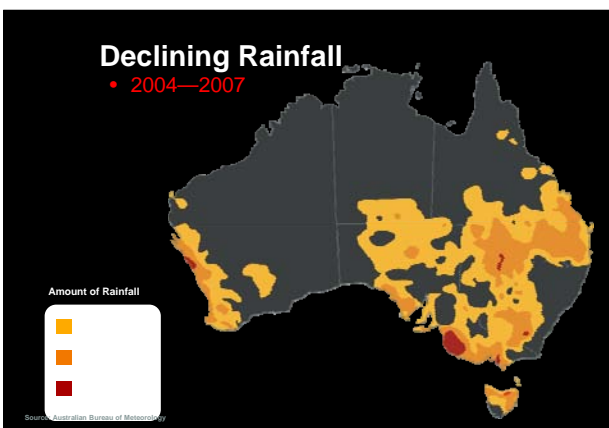 Declining Rainfall
• 2004—2007
Amount of Rainfall
Source: Australian Bureau of Meteorology